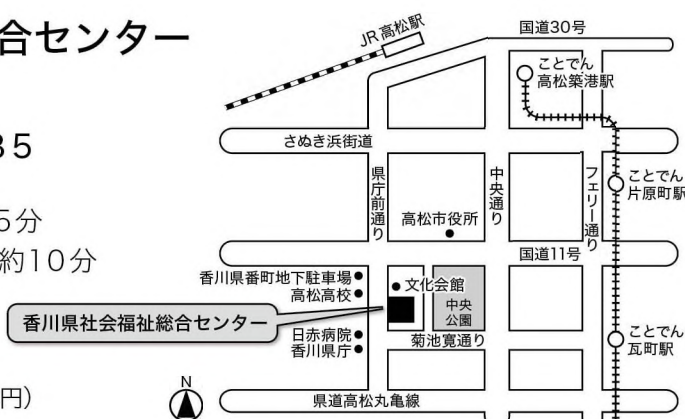 合センター
35
5分
約10分
円)
JR高松駅
国道30号
ことでん
高松築港駅
さぬき浜街道
県庁前通り
中央通り
フェリー通り
ことでん
片原町駅
高松市役所
国道11号
香川県番町地下駐車場
高松高校
文化会館
中央
公園
香川県社会福祉総合センター
日赤病院
香川県庁
菊池寛通り
ことでん
瓦町駅
N
県道高松丸亀線